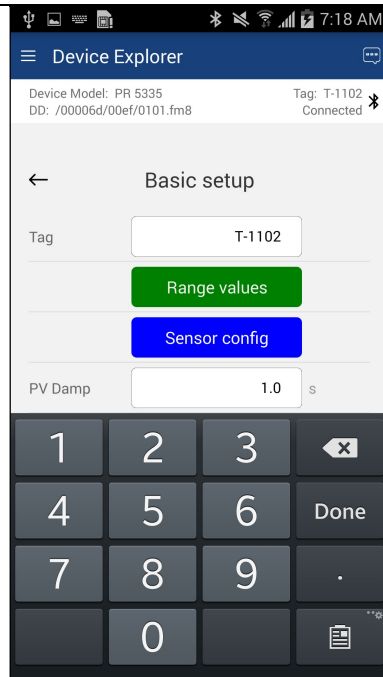 7:18 AM
Device Explorer
Device Model: PR 5335
Tag: T-1102
DD: /00006d/00ef/0101.fm8
Connected
Basic setup
Tag
T-1102
Range values
Sensor config
PV Damp
1.0
s
1
2
3
4
5
6
Done
7
8
9
.
0